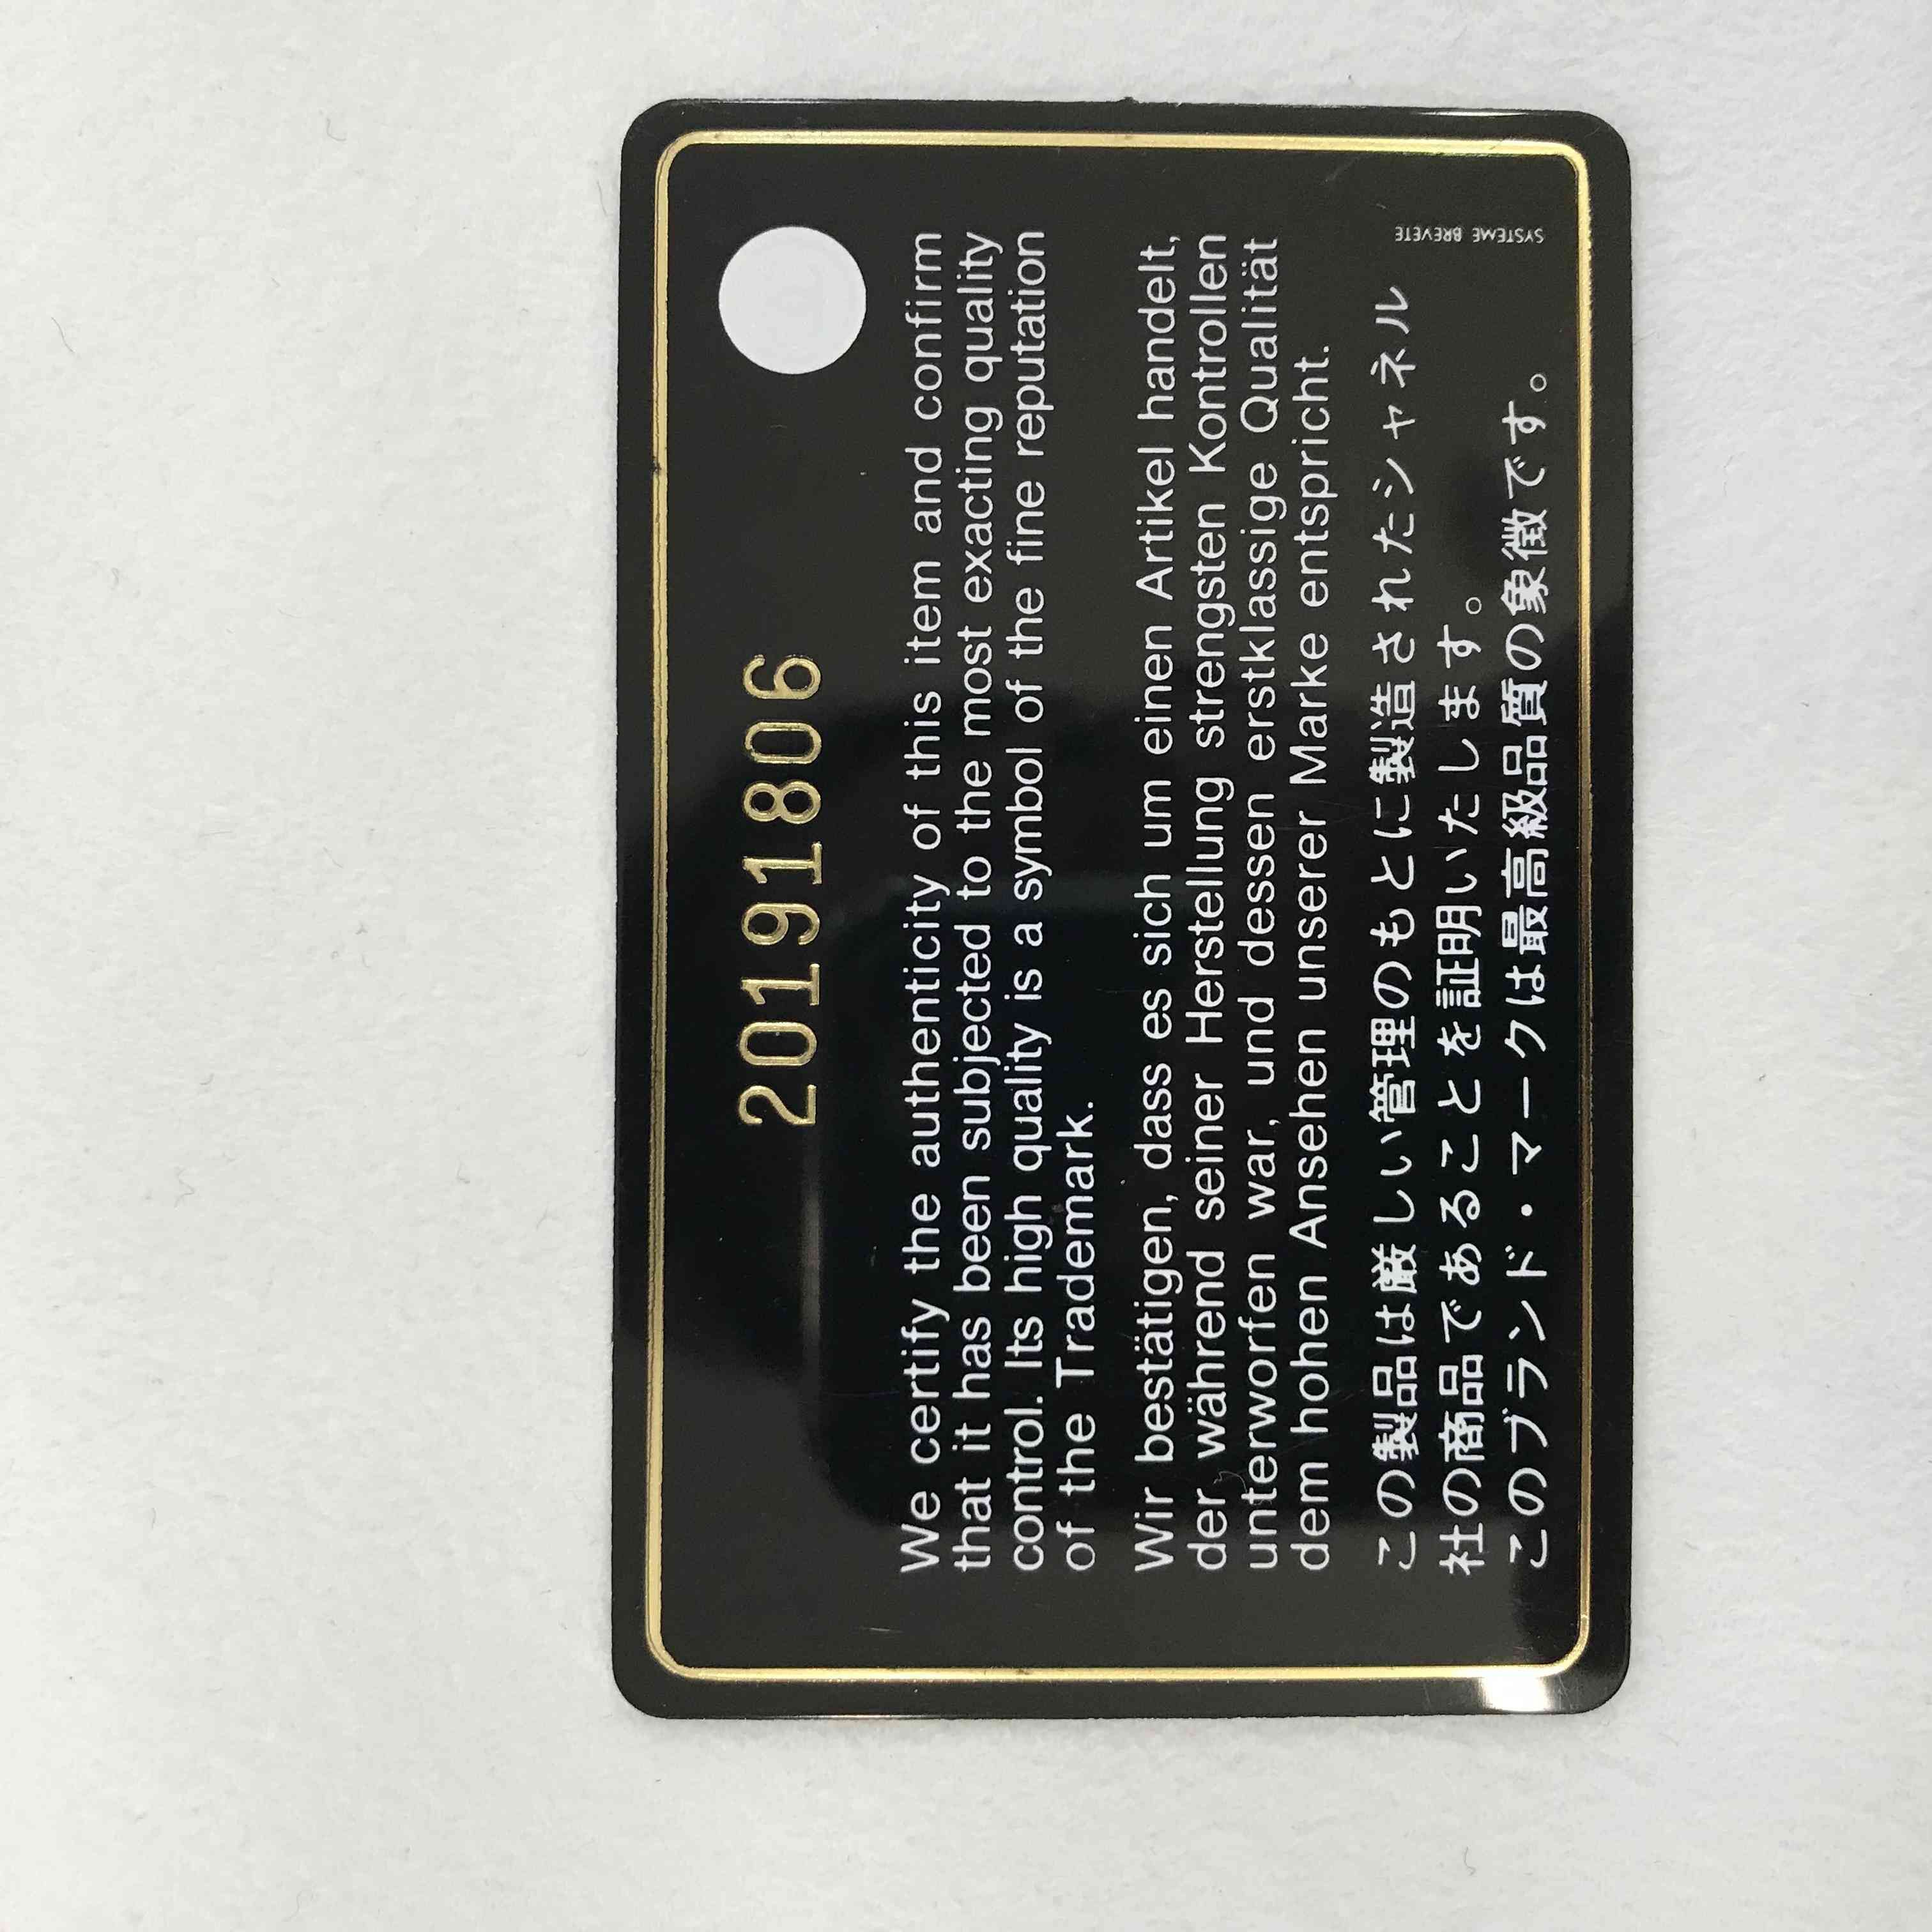 20191806
We certify the authenticity of this item and confirm
that it has been subjected to the most exacting quality
control. Its high quality is a symbol of the fine reputation
of the Trademark.
Wir bestätigen, dass es sich um einen Artikel handelt,
der während seiner Herstellung strengsten Kontrollen
unterworfen war, und dessen erstklassige Qualität
dem hohen Ansehen unserer Marke entspricht.
この製品は厳しい管理のもとに製造されたシャネル
社の商品であることを証明いたします。
このブランド・マークは最高級品質の象徴です。
SYSTEME BREVETE